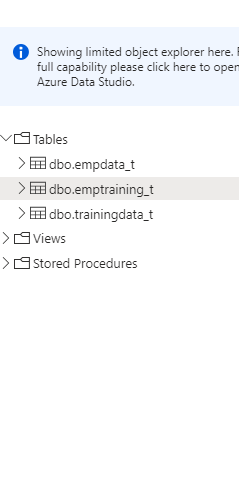 Showing limited object explorer here. F
full capability please click here to open
Azure Data Studio.
Tables
dbo.empdata_t
dbo.emptraining_t
dbo.trainingdata_t
Views
Stored Procedures